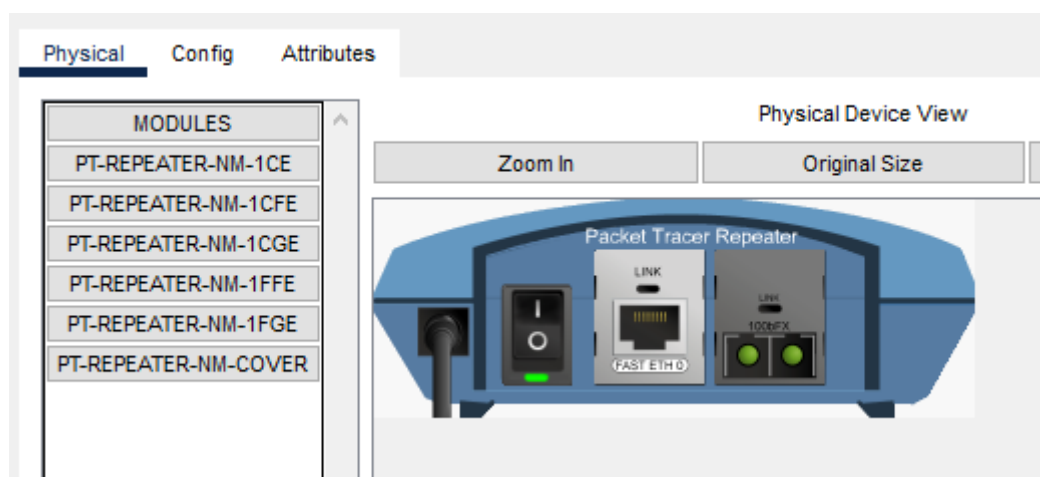 Physical Config Attributes
MODULES
PT-REPEATER-NM-1CE
PT-REPEATER-NM-1CFE
PT-REPEATER-NM-1CGE
PT-REPEATER-NM-1FFE
PT-REPEATER-NM-1FGE
PT-REPEATER-NM-COVER
Physical Device View
Zoom In Original Size
Packet Tracer Repeater
LINK
FAST ETH 0
LINK
100bFX